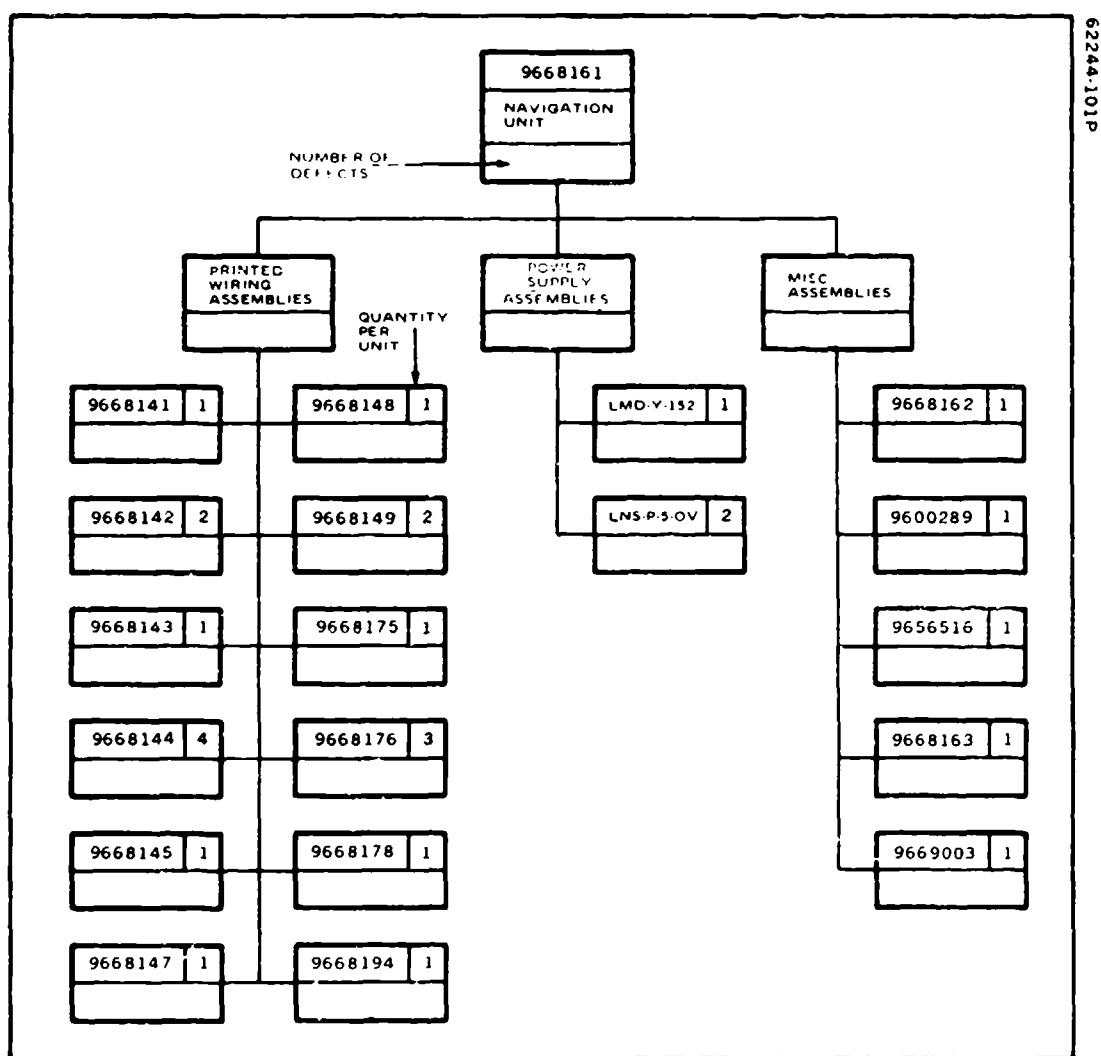 62244-101P
9668161
NAVIGATION
UNIT
NUMBER OF
DEFECTS
PRINTED
WIRING
ASSEMBLIES
POWER
SUPPLY
ASSEMBLIES
MISC
ASSEMBLIES
QUANTITY
PER
UNIT
9668141 1
9668148 1
LMD-Y-152 1
9668162 1
9668142 2
9668149 2
LNS-P-5-OV 2
9600289 1
9668143 1
9668175 1
9656516 1
9668144 4
9668176 3
9668163 1
9668145 1
9668178 1
9669003 1
9668147 1
9668194 1